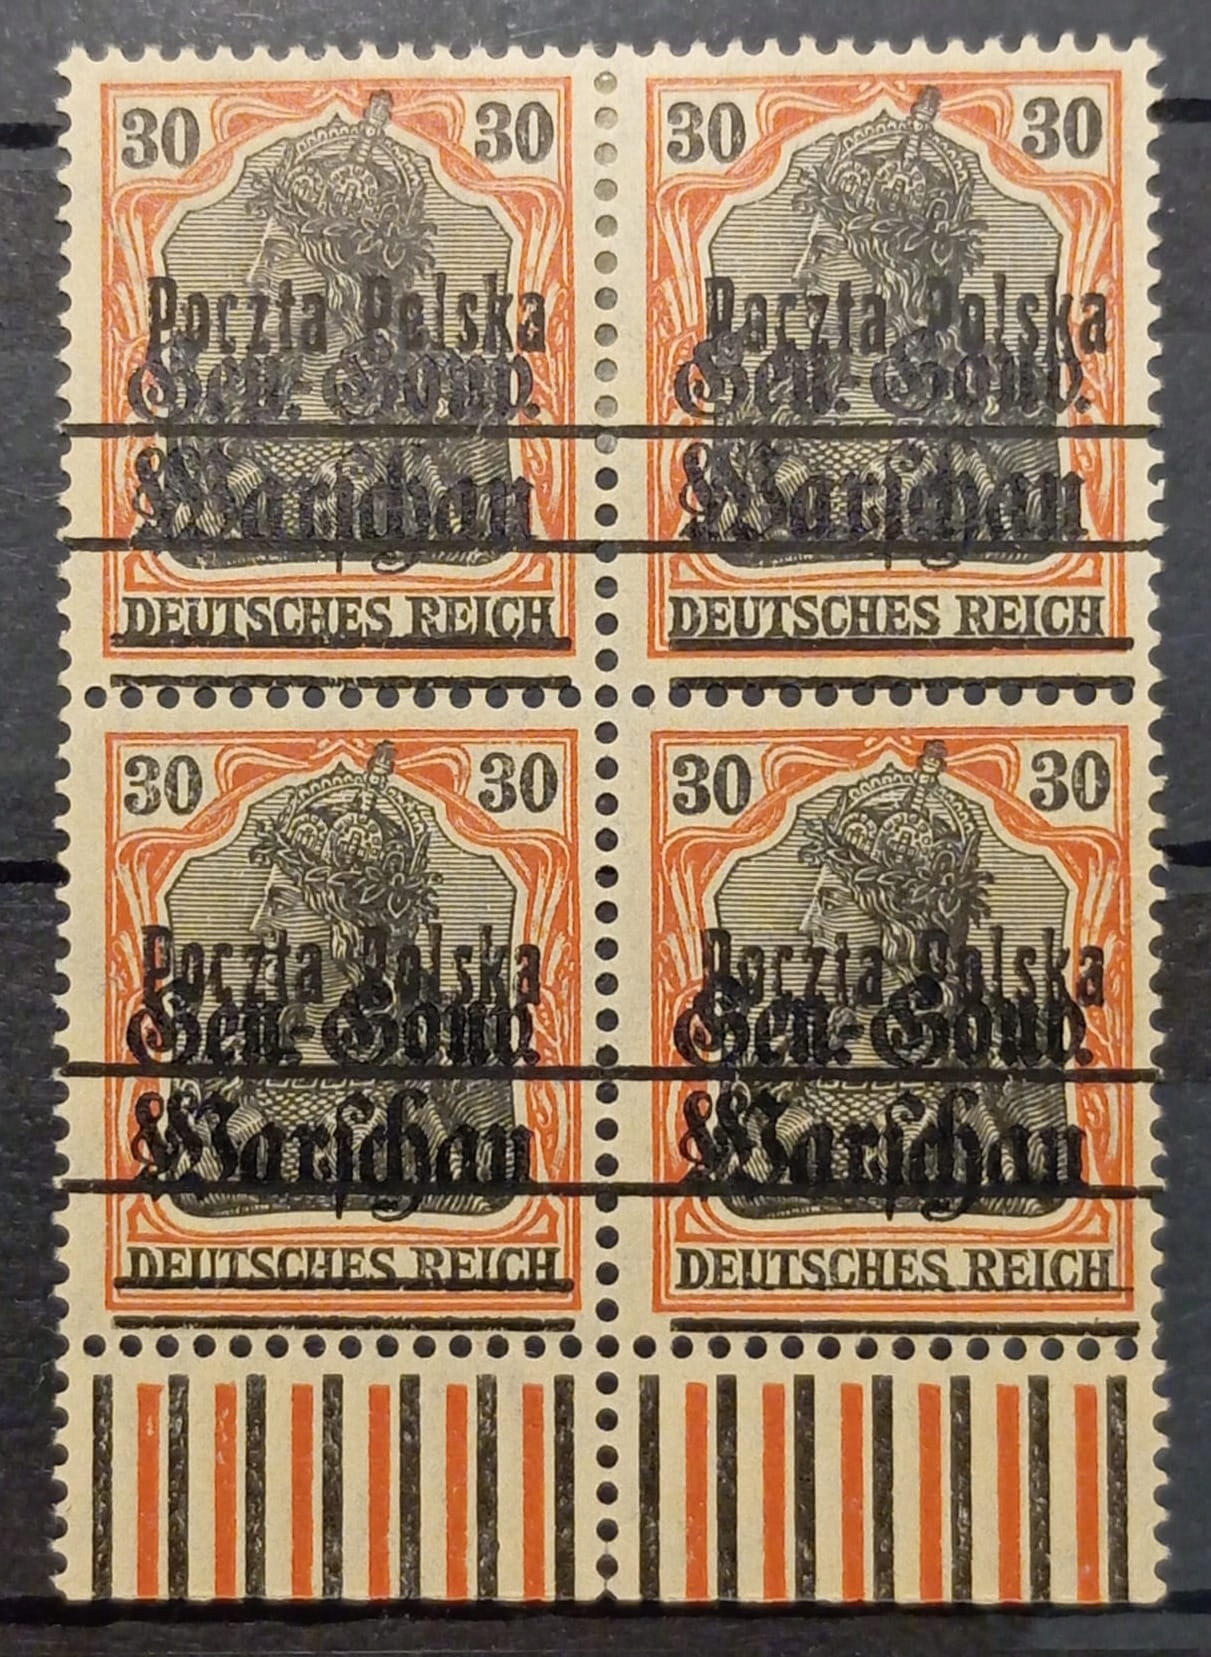 30 30
Poczta Polska
Gen.-Gouv.
Warschau
DEUTSCHES REICH
30 30
Poczta Polska
Gen.-Gouv.
Warschau
DEUTSCHES REICH
30 30
Poczta Polska
Gen.-Gouv.
Warschau
DEUTSCHES REICH
30 30
Poczta Polska
Gen.-Gouv.
Warschau
DEUTSCHES REICH